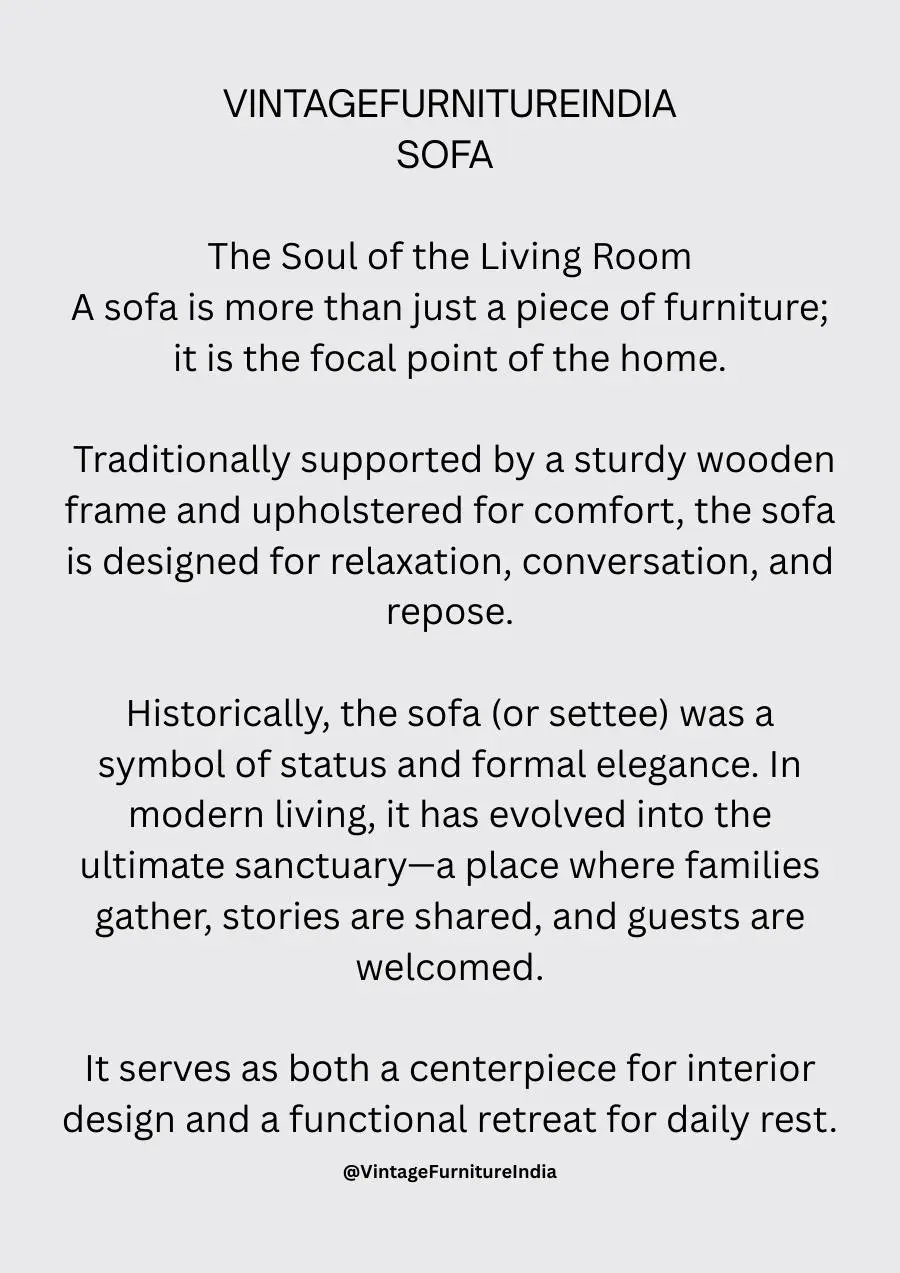 VINTAGEFURNITUREINDIA
SOFA
The Soul of the Living Room
A sofa is more than just a piece of furniture;
it is the focal point of the home.
Traditionally supported by a sturdy wooden
frame and upholstered for comfort, the sofa
is designed for relaxation, conversation, and
repose.
Historically, the sofa (or settee) was a
symbol of status and formal elegance. In
modern living, it has evolved into the
ultimate sanctuary—a place where families
gather, stories are shared, and guests are
welcomed.
It serves as both a centerpiece for interior
design and a functional retreat for daily rest.
@VintageFurnitureIndia